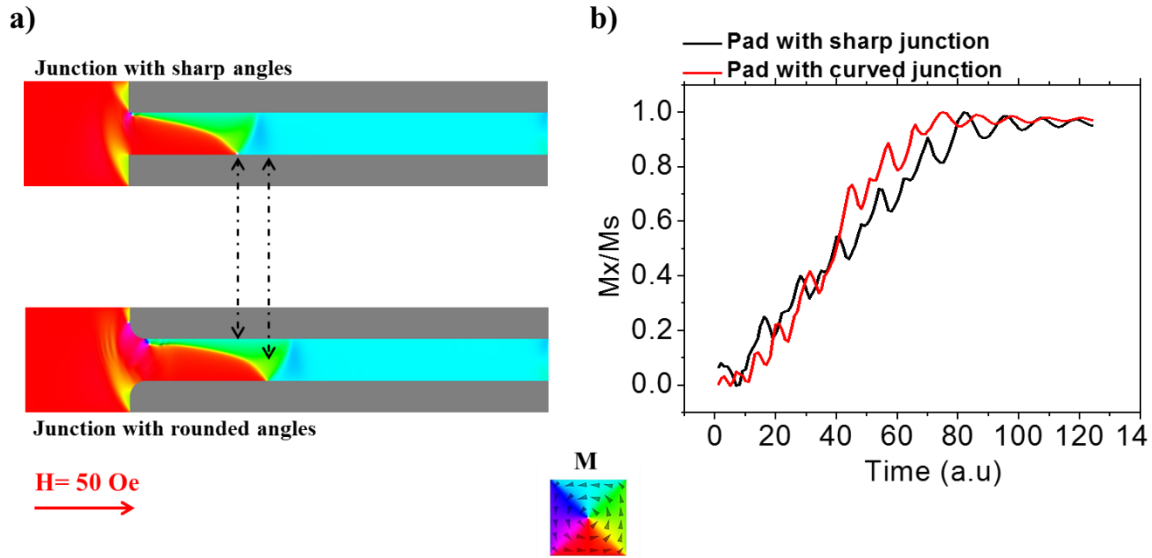 a)
Junction with sharp angles
Junction with rounded angles
H= 50 Oe
M
b)
Pad with sharp junction
Pad with curved junction
1.0
0.8
0.6
0.4
0.2
0.0
Mx/Ms
0 20 40 60 80 100 120 14
Time (a.u)